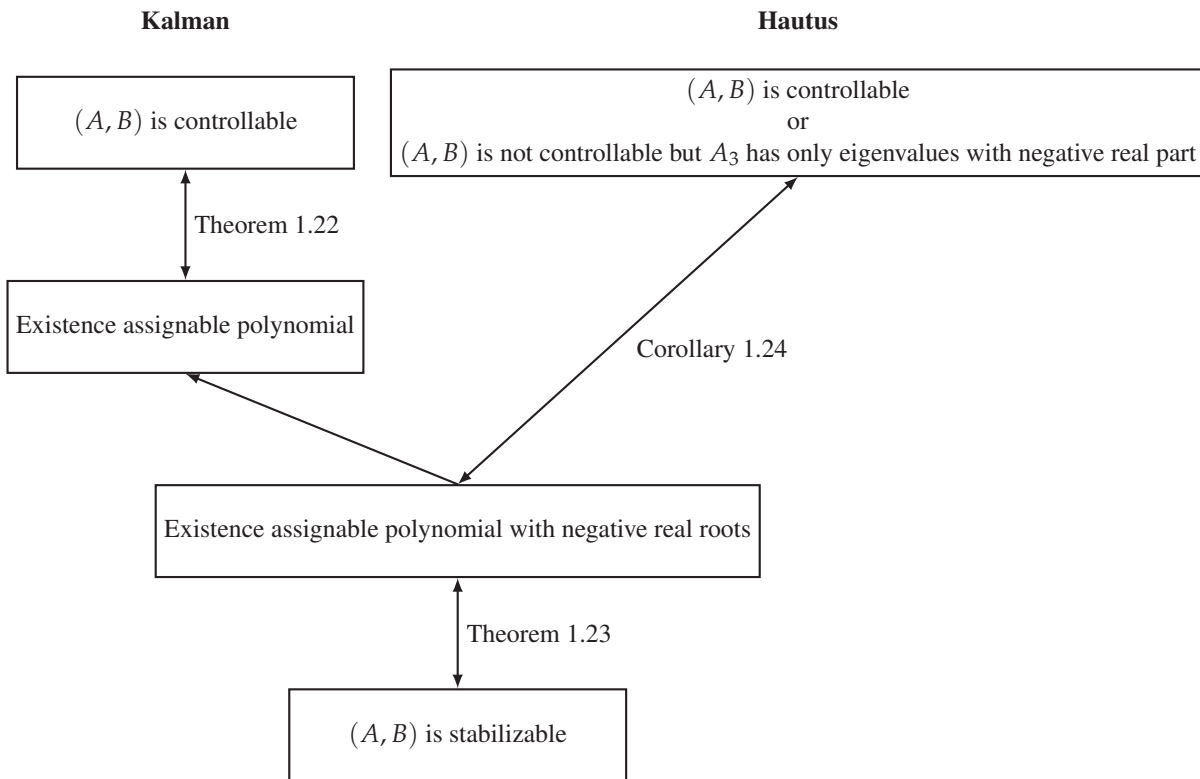 Kalman
Hautus
(A, B) is controllable
(A, B) is controllable
or
(A, B) is not controllable but A₃ has only eigenvalues with negative real part
Theorem 1.22
Existence assignable polynomial
Corollary 1.24
Existence assignable polynomial with negative real roots
Theorem 1.23
(A, B) is stabilizable